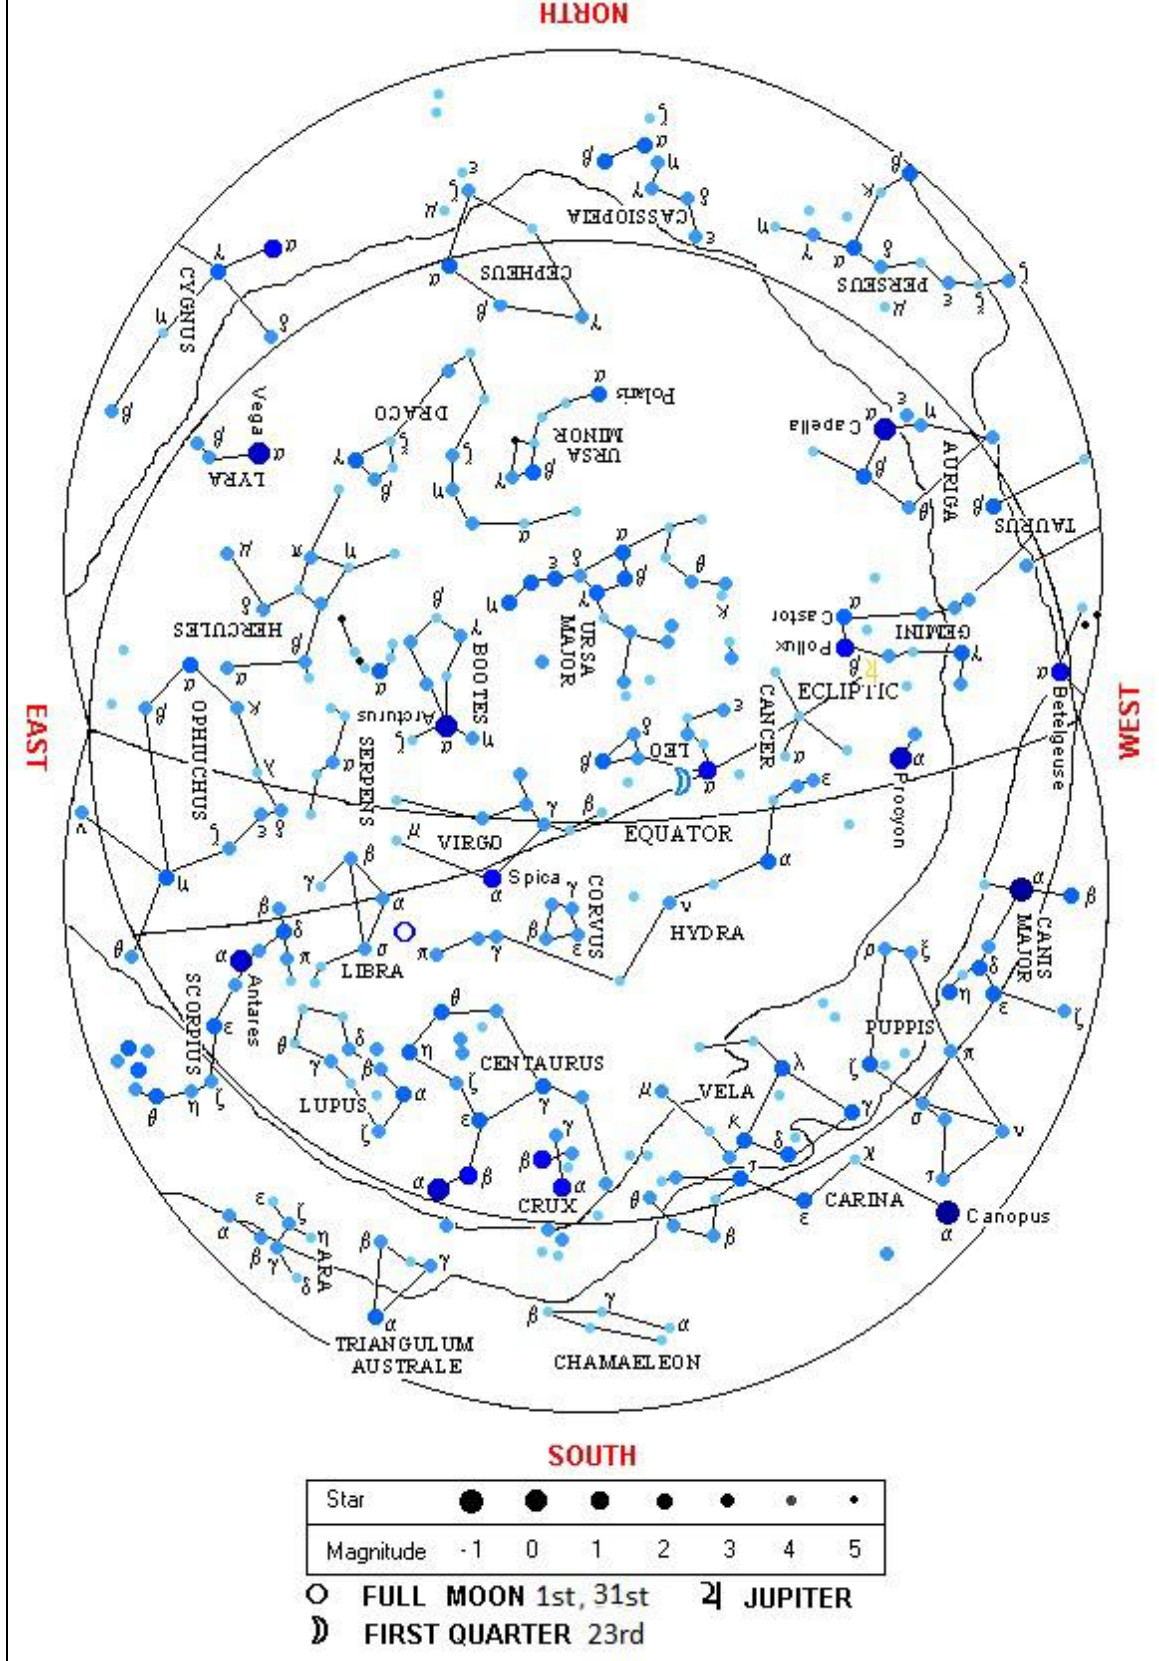 NORTH
ζ
β α
η
γ δ
CASSIOPEIA
ε
β
κ
η γ α δ
PERSEUS
ε ξ ζ
μ
ε
ζ
μ
α CEPHEUS
β γ
γ α
CYGNUS
η δ
β
Vega
β α
LYRA
DRACO
γ ξ
β
ζ
η
α
α Polaris
URSA
MINOR
γ β
ε
α η
Capella
β
θ
AURIGA
β
TAURUS
μ π η
δ
HERCULES
β
α
α
δ α
ε β
η γ
URSA
MAJOR
θ
κ
α
Castor
Pollux
β
GEMINI
γ
♃
ECLIPTIC
β
γ
BOOTES
Arcturus
ζ α η
α
β α κ
OPHIUCHUS
λ
ν
ζ ε δ
μ
θ
SERPENS
α
EAST
WEST
α
Betelgeuse
ε
δ
LEO
β
α
CANCER
α
α
Procyon
ε
γ β
VIRGO
EQUATOR
μ
Spica
α
α
ν
HYDRA
γ
CORVUS
β ε
π γ
β
γ α
σ
LIBRA
β
δ
α π
Antares
SCORPIUS
ε
θ η ζ
α β
CANIS
MAJOR
δ
η ε
ζ
ρ ξ
PUPPIS
ζ π
σ ν
τ
θ
η
CENTAURUS
ζ γ
ε
α β
θ δ
γ β
α
LUPUS
ζ
μ
VELA
λ
κ γ
δ
γ
β
α
CRUX
χ
ι
θ CARINA
ε
β
Canopus
α
ε
ζ
α η
β γ
δ
ARA
β
γ
α
TRIANGULUM
AUSTRALE
γ
β α
CHAMAELEON
SOUTH
Star
Magnitude -1 0 1 2 3 4 5
FULL MOON 1st, 31st ♃ JUPITER
FIRST QUARTER 23rd